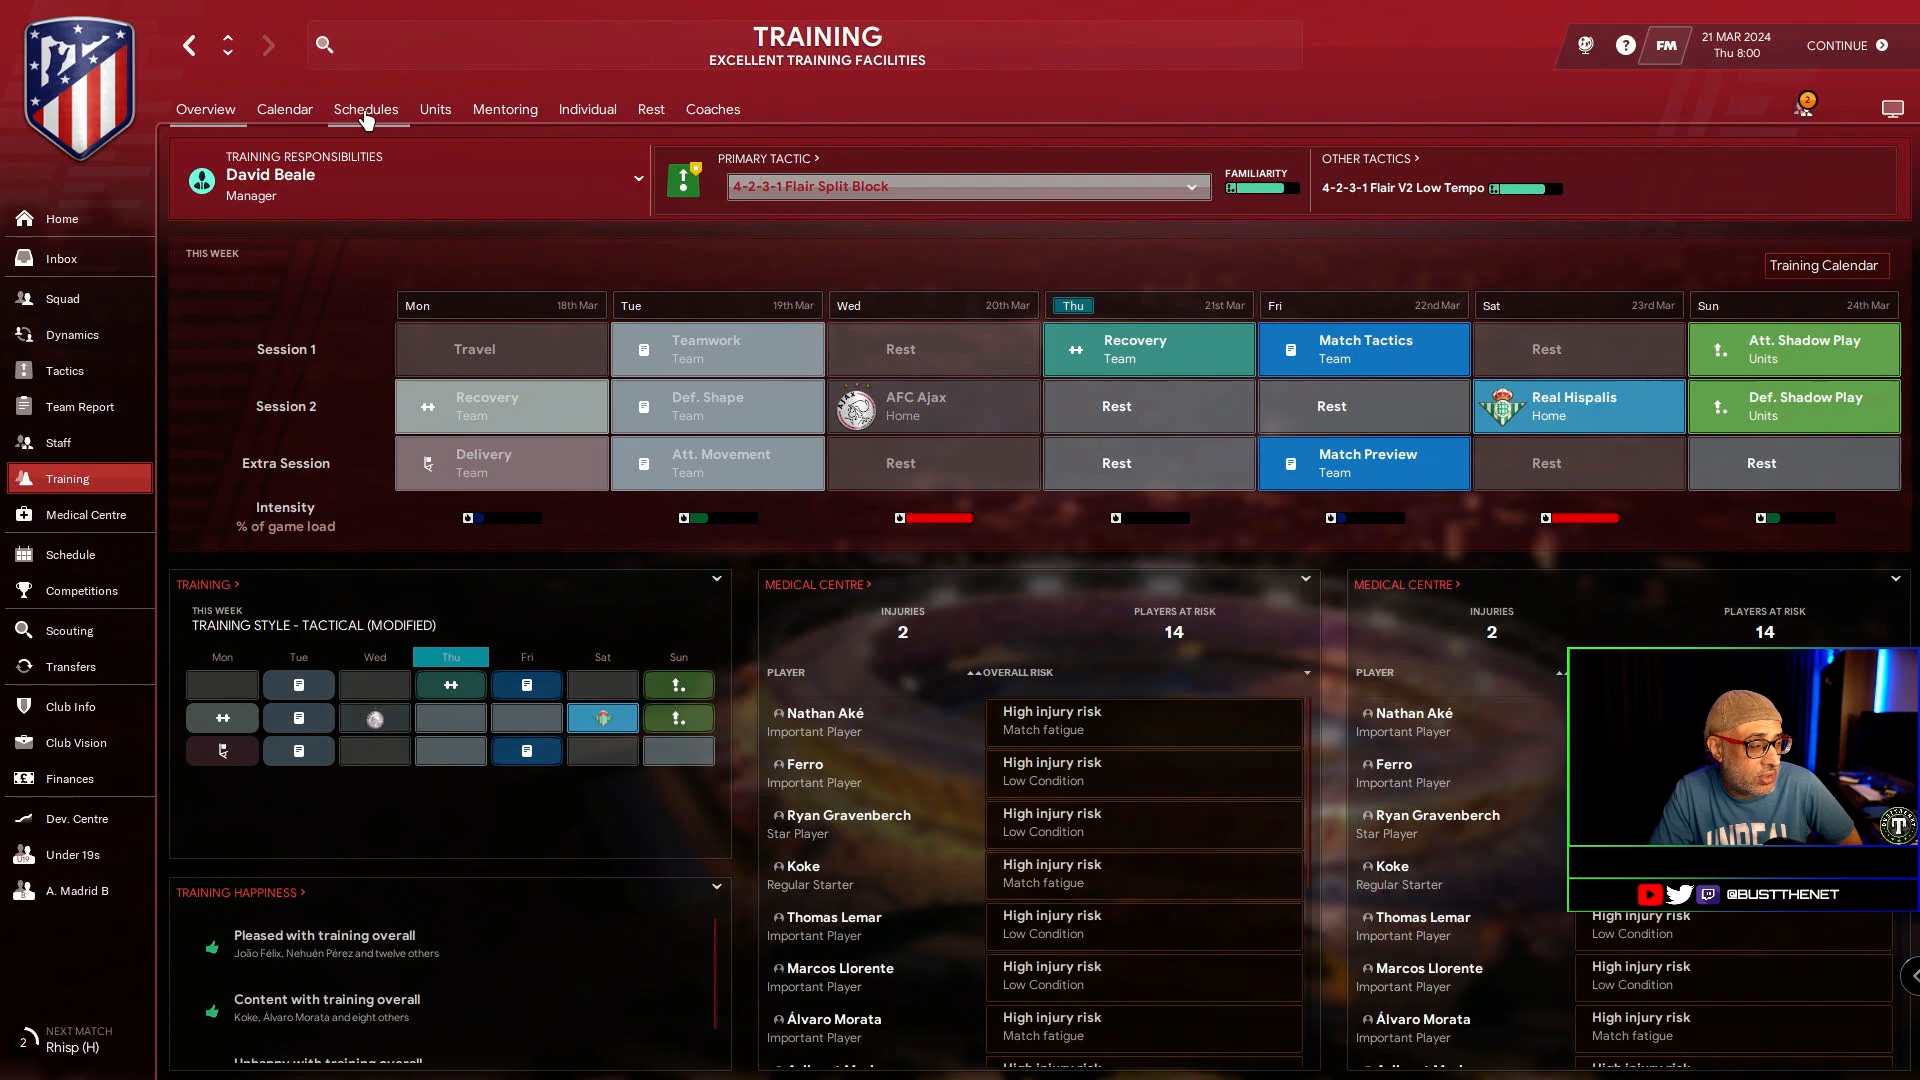 TRAINING
EXCELLENT TRAINING FACILITIES
FM
21 MAR 2024
Thu 8:00
CONTINUE
Overview
Calendar
Schedules
Units
Mentoring
Individual
Rest
Coaches
2
TRAINING RESPONSIBILITIES
David Beale
Manager
PRIMARY TACTIC >
4-2-3-1 Flair Split Block
FAMILIARITY
OTHER TACTICS >
4-2-3-1 Flair V2 Low Tempo
Home
Inbox
Squad
Dynamics
Tactics
Team Report
Staff
Training
Medical Centre
Schedule
Competitions
Scouting
Transfers
Club Info
Club Vision
Finances
Dev. Centre
Under 19s
A. Madrid B
2
NEXT MATCH
Rhisp (H)
THIS WEEK
Training Calendar
Mon 18th Mar
Tue 19th Mar
Wed 20th Mar
Thu 21st Mar
Fri 22nd Mar
Sat 23rd Mar
Sun 24th Mar
Session 1
Travel
Teamwork
Team
Rest
Recovery
Team
Match Tactics
Team
Rest
Att. Shadow Play
Units
Session 2
Recovery
Team
Def. Shape
Team
AFC Ajax
Home
Rest
Rest
Real Hispalis
Home
Def. Shadow Play
Units
Extra Session
Delivery
Team
Att. Movement
Team
Rest
Rest
Match Preview
Team
Rest
Rest
Intensity
% of game load
TRAINING >
THIS WEEK
TRAINING STYLE - TACTICAL (MODIFIED)
Mon
Tue
Wed
Thu
Fri
Sat
Sun
TRAINING HAPPINESS >
Pleased with training overall
João Félix, Nehuén Pérez and twelve others
Content with training overall
Koke, Álvaro Morata and eight others
Unhappy with training overall
MEDICAL CENTRE >
INJURIES
2
PLAYERS AT RISK
14
PLAYER
OVERALL RISK
Nathan Aké
Important Player
High injury risk
Match fatigue
Ferro
Important Player
High injury risk
Low Condition
Ryan Gravenberch
Star Player
High injury risk
Low Condition
Koke
Regular Starter
High injury risk
Match fatigue
Thomas Lemar
Important Player
High injury risk
Low Condition
Marcos Llorente
Important Player
High injury risk
Low Condition
Álvaro Morata
Important Player
High injury risk
Match fatigue
High injury risk
MEDICAL CENTRE >
INJURIES
2
PLAYERS AT RISK
14
PLAYER
Nathan Aké
Important Player
Ferro
Important Player
Ryan Gravenberch
Star Player
Koke
Regular Starter
Thomas Lemar
Important Player
High injury risk
Low Condition
Marcos Llorente
Important Player
High injury risk
Low Condition
Álvaro Morata
Important Player
High injury risk
Match fatigue
High injury risk
@BUSTTHENET